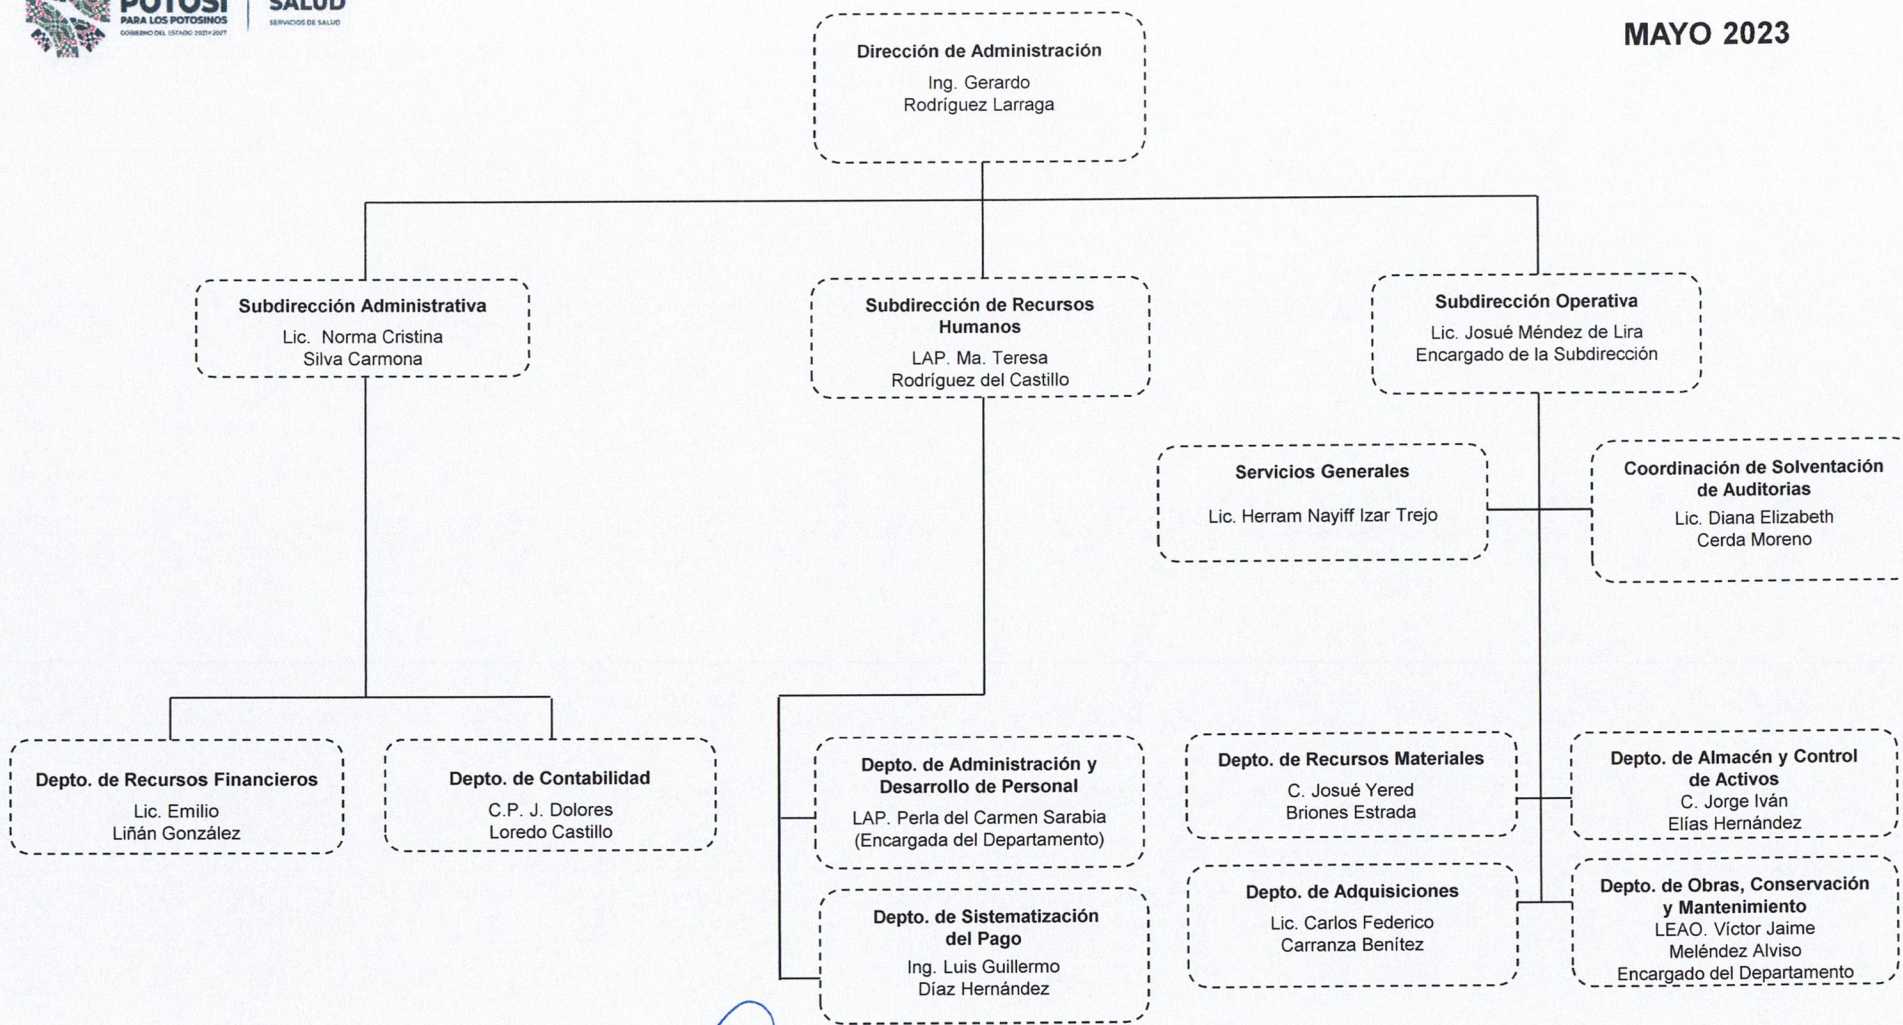 POTOSÍ
PARA LOS POTOSINOS
GOBIERNO DEL ESTADO 2021•2027
SALUD
SERVICIOS DE SALUD
MAYO 2023
Dirección de Administración
Ing. Gerardo
Rodríguez Larraga
Subdirección Administrativa
Lic. Norma Cristina
Silva Carmona
Subdirección de Recursos
Humanos
LAP. Ma. Teresa
Rodríguez del Castillo
Subdirección Operativa
Lic. Josué Méndez de Lira
Encargado de la Subdirección
Servicios Generales
Lic. Herram Nayiff Izar Trejo
Coordinación de Solventación
de Auditorias
Lic. Diana Elizabeth
Cerda Moreno
Depto. de Recursos Financieros
Lic. Emilio
Liñán González
Depto. de Contabilidad
C.P. J. Dolores
Loredo Castillo
Depto. de Administración y
Desarrollo de Personal
LAP. Perla del Carmen Sarabia
(Encargada del Departamento)
Depto. de Sistematización
del Pago
Ing. Luis Guillermo
Díaz Hernández
Depto. de Recursos Materiales
C. Josué Yered
Briones Estrada
Depto. de Almacén y Control
de Activos
C. Jorge Iván
Elías Hernández
Depto. de Adquisiciones
Lic. Carlos Federico
Carranza Benítez
Depto. de Obras, Conservación
y Mantenimiento
LEAO. Víctor Jaime
Meléndez Alviso
Encargado del Departamento